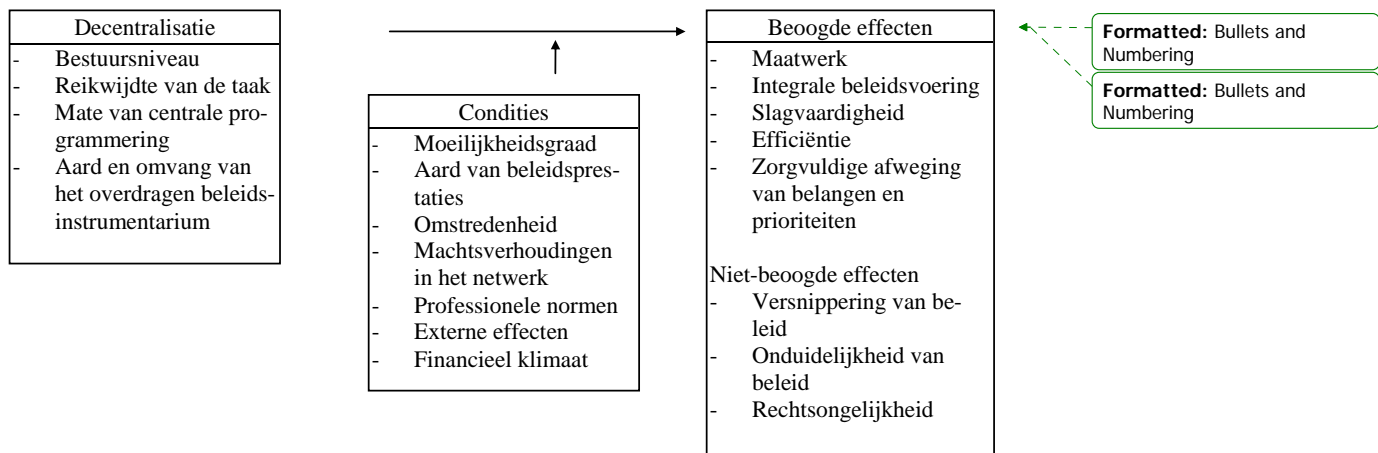 Decentralisatie
- Bestuursniveau
- Reikwijdte van de taak
- Mate van centrale pro-
grammering
- Aard en omvang van
het overdragen beleids-
instrumentarium
Condities
- Moeilijkheidsgraad
- Aard van beleidspres-
taties
- Omstredenheid
- Machtsverhoudingen
in het netwerk
- Professionele normen
- Externe effecten
- Financieel klimaat
Beoogde effecten
- Maatwerk
- Integrale beleidsvoering
- Slagvaardigheid
- Efficiëntie
- Zorgvuldige afweging
van belangen en
prioriteiten
Niet-beoogde effecten
- Versnippering van be-
leid
- Onduidelijkheid van
beleid
- Rechtsongelijkheid
Formatted: Bullets and
Numbering
Formatted: Bullets and
Numbering